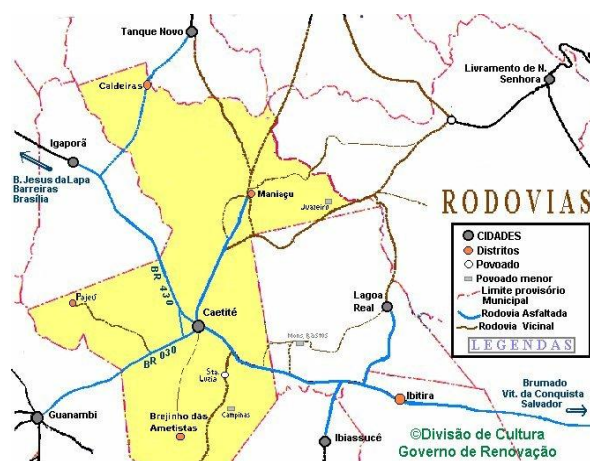 Tanque Novo
Livramento de N.
Senhora
Caldeiras
Igaporã
B. Jesus da Lapa
Barreiras
Brasília
Maniaçu
Juazeiro
RODOVIAS
CIDADES
Distritos
Povoado
Povoado menor
Limite provisório
Municipal
Rodovia Asfaltada
Rodovia Vicinal
LEGENDAS
BR 430
Pajeú
Caetité
Lagoa
Real
BR 030
Sta.
Luzia
Campinas
Guanambi
Brejinho das
Ametistas
Ibitira
Ibiassucê
Brumado
Vit. da Conquista
Salvador
©Divisão de Cultura
Governo de Renovação